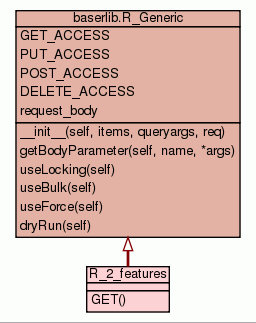 baserlib.R_Generic
GET_ACCESS
PUT_ACCESS
POST_ACCESS
DELETE_ACCESS
request_body
__init__(self, items, queryargs, req)
getBodyParameter(self, name, *args)
useLocking(self)
useBulk(self)
useForce(self)
dryRun(self)
R_2_features
GET()